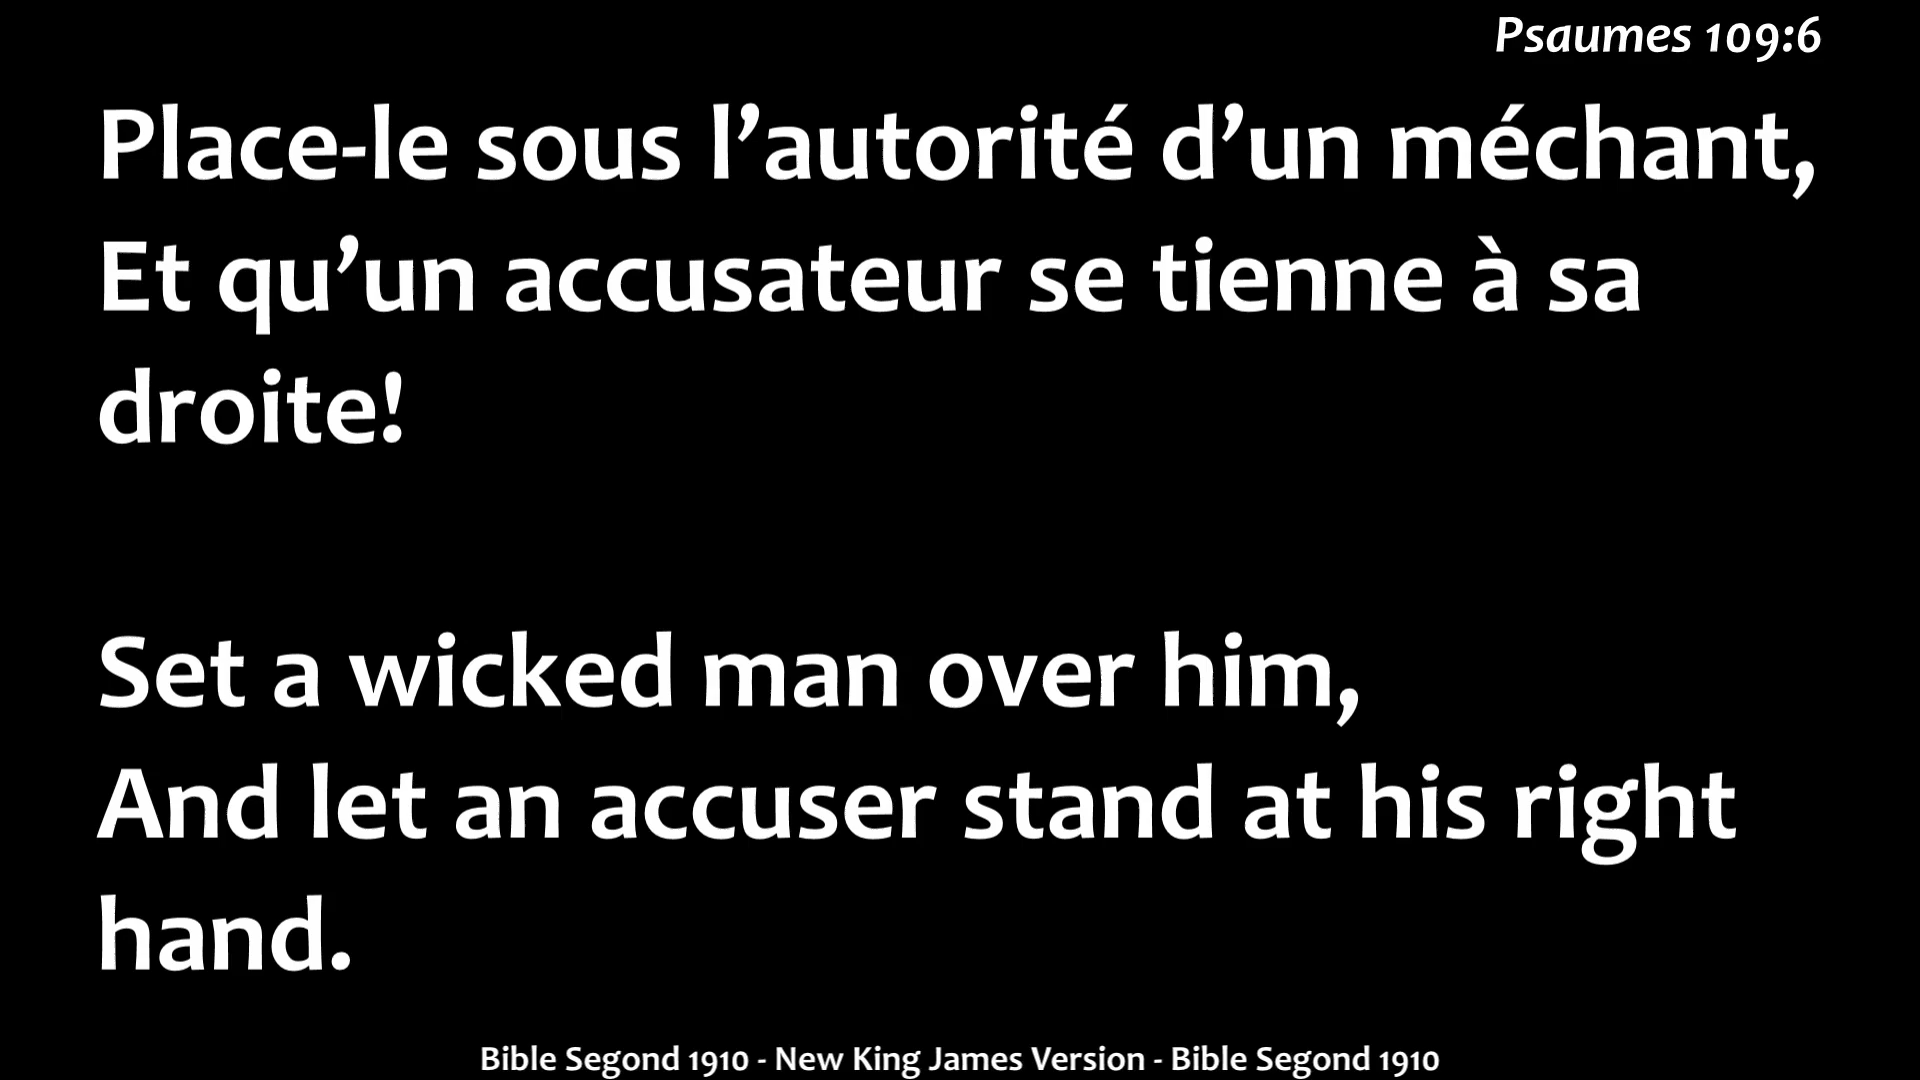 Psaumes 109:6
Place-le sous l’autorité d’un méchant,
Et qu’un accusateur se tienne à sa
droite!
Set a wicked man over him,
And let an accuser stand at his right
hand.
Bible Segond 1910 - New King James Version - Bible Segond 1910